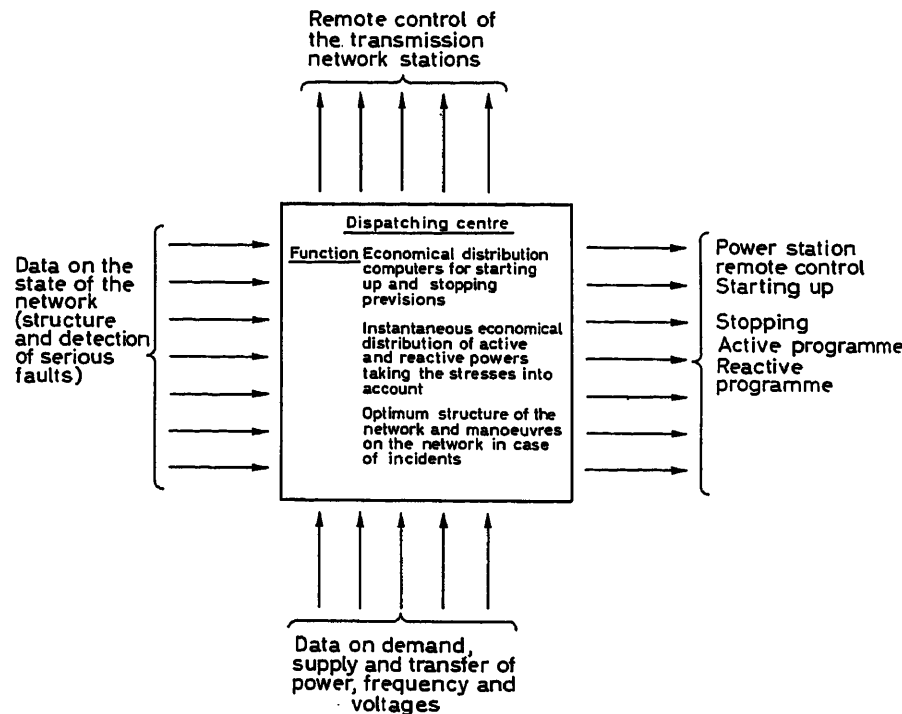 Remote control of
the transmission
network stations
Data on the
state of the
network
(structure
and detection
of serious
faults)
Dispatching centre
Function Economical distribution
computers for starting
up and stopping
previsions
Instantaneous economical
distribution of active
and reactive powers
taking the stresses into
account
Optimum structure of the
network and manoeuvres
on the network in case
of incidents
Power station
remote control
Starting up
Stopping
Active programme
Reactive
programme
Data on demand,
supply and transfer of
power, frequency and
voltages